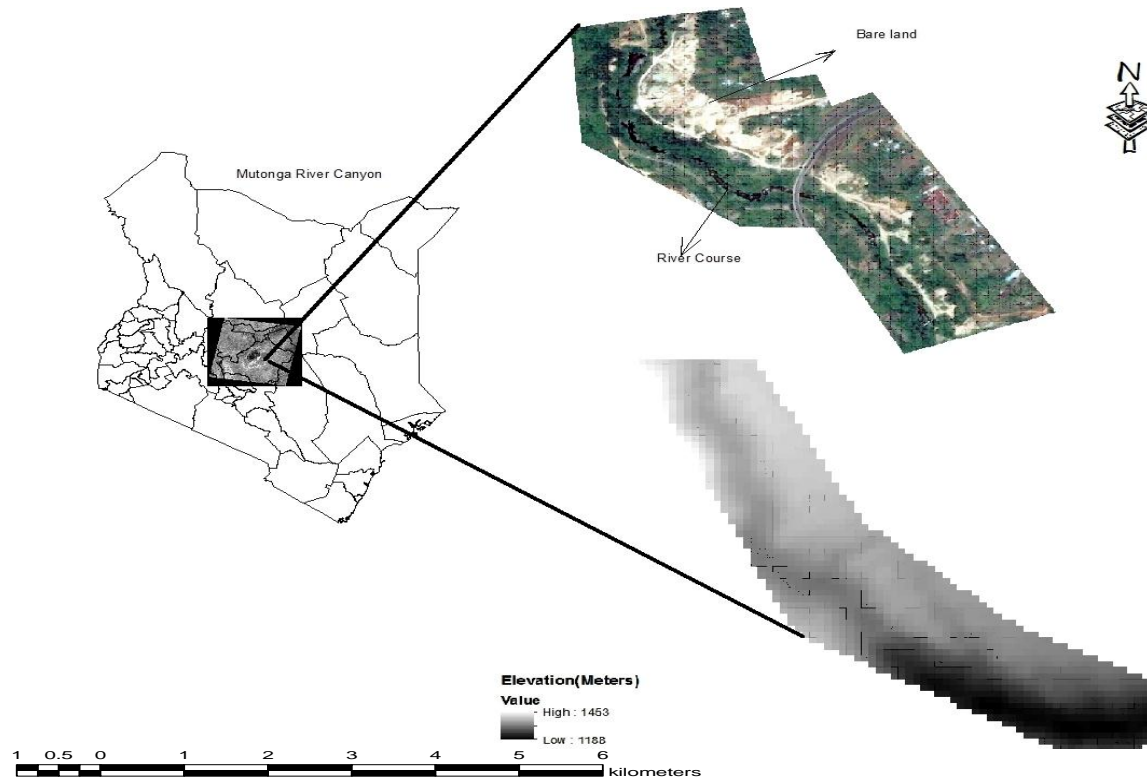 Bare land
N
Mutonga River Canyon
River Course
Elevation(Meters)
Value
High : 1453
Low : 1188
1 0.5 0 1 2 3 4 5 6
kilometers